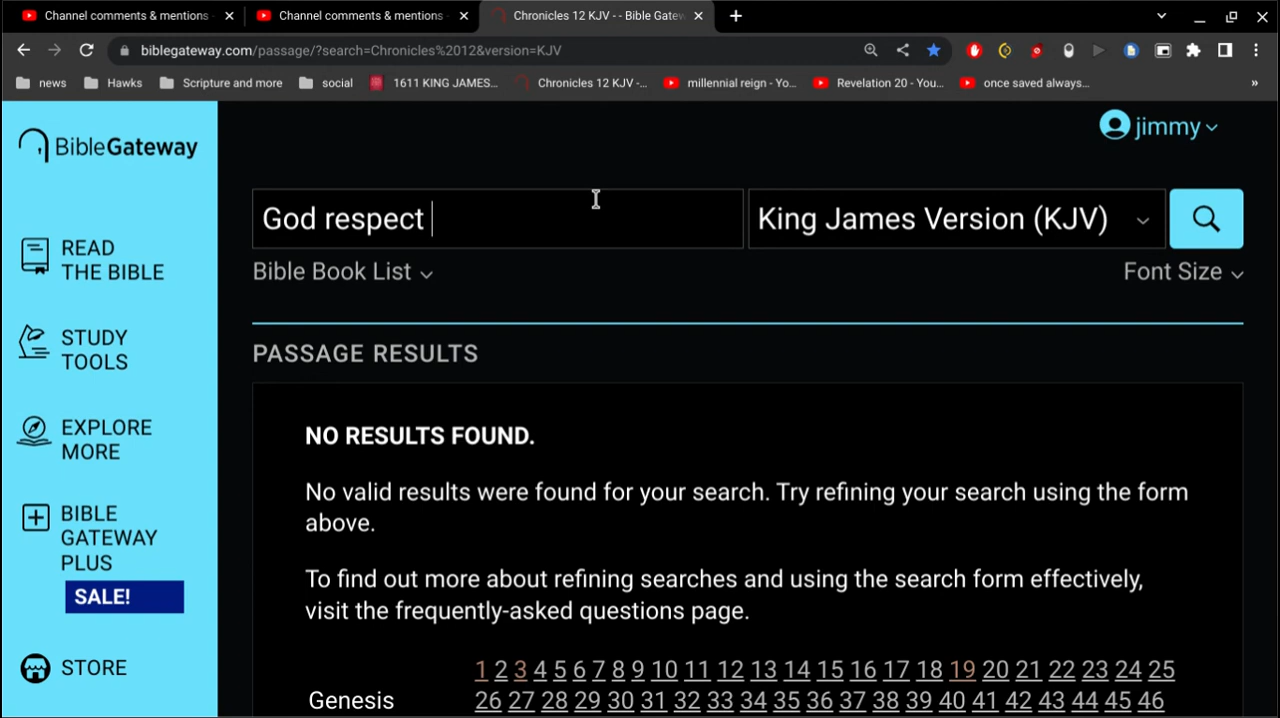 Channel comments & mentions
Channel comments & mentions
Chronicles 12 KJV - - Bible Gatew
biblegateway.com/passage/?search=Chronicles%2012&version=KJV
news Hawks Scripture and more social 1611 KING JAMES... Chronicles 12 KJV -... millennial reign - Yo... Revelation 20 - You... once saved always... »
BibleGateway
jimmy
God respect
King James Version (KJV)
Bible Book List
Font Size
READ
THE BIBLE
STUDY
TOOLS
EXPLORE
MORE
BIBLE
GATEWAY
PLUS
SALE!
STORE
PASSAGE RESULTS
NO RESULTS FOUND.
No valid results were found for your search. Try refining your search using the form
above.
To find out more about refining searches and using the search form effectively,
visit the frequently-asked questions page.
Genesis
1 2 3 4 5 6 7 8 9 10 11 12 13 14 15 16 17 18 19 20 21 22 23 24 25
26 27 28 29 30 31 32 33 34 35 36 37 38 39 40 41 42 43 44 45 46